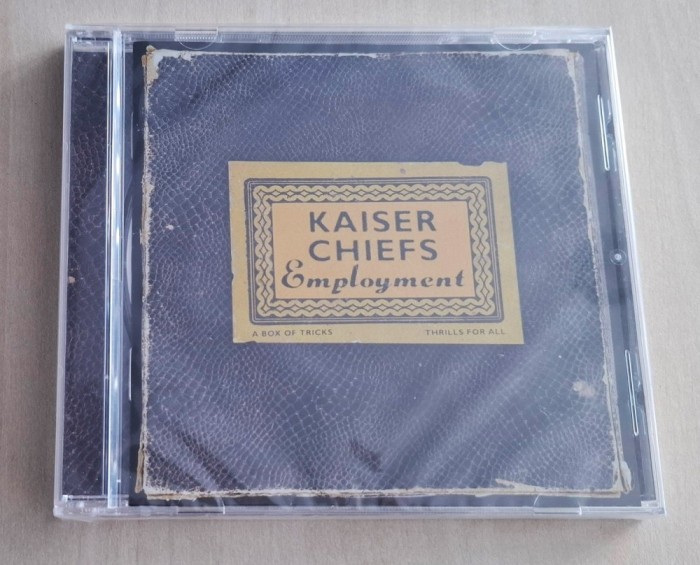 KAISER
CHIEFS
Employment
A BOX OF TRICKS THRILLS FOR ALL